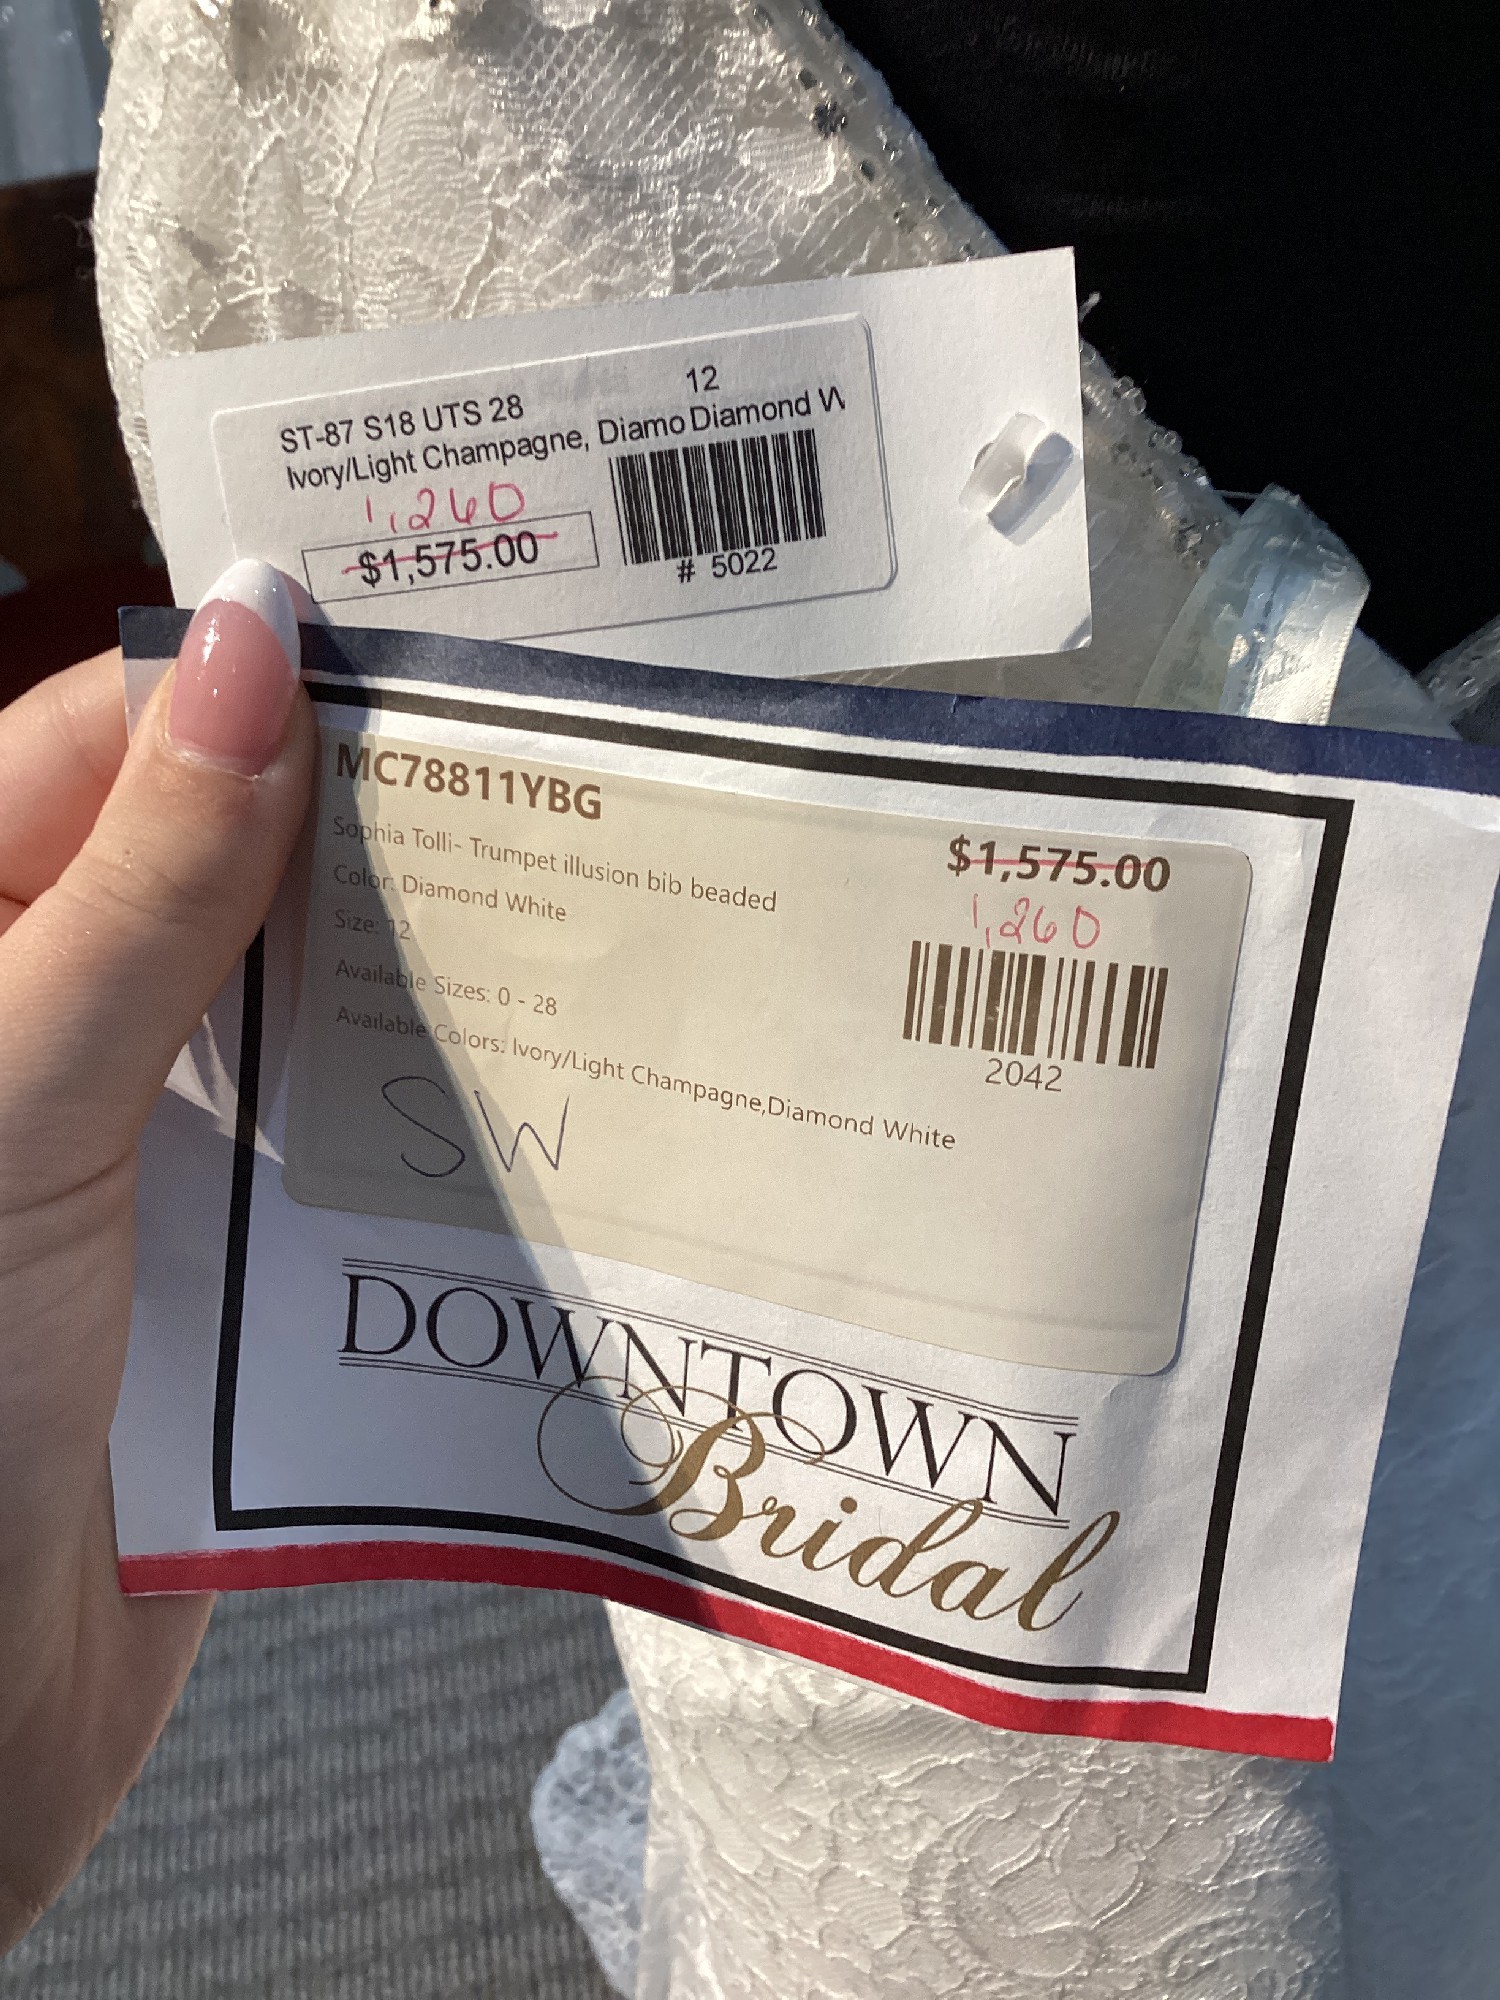 ST-87 S18 UTS 28 12
Ivory/Light Champagne, Diamo Diamond W
1,260
$1,575.00
# 5022
MC78811YBG
$1,575.00
Sophia Tolli- Trumpet illusion bib beaded
1,260
Color: Diamond White
Size: 12
Available Sizes: 0 - 28
Available Colors: Ivory/Light Champagne,Diamond White
2042
SW
DOWNTOWN
Bridal